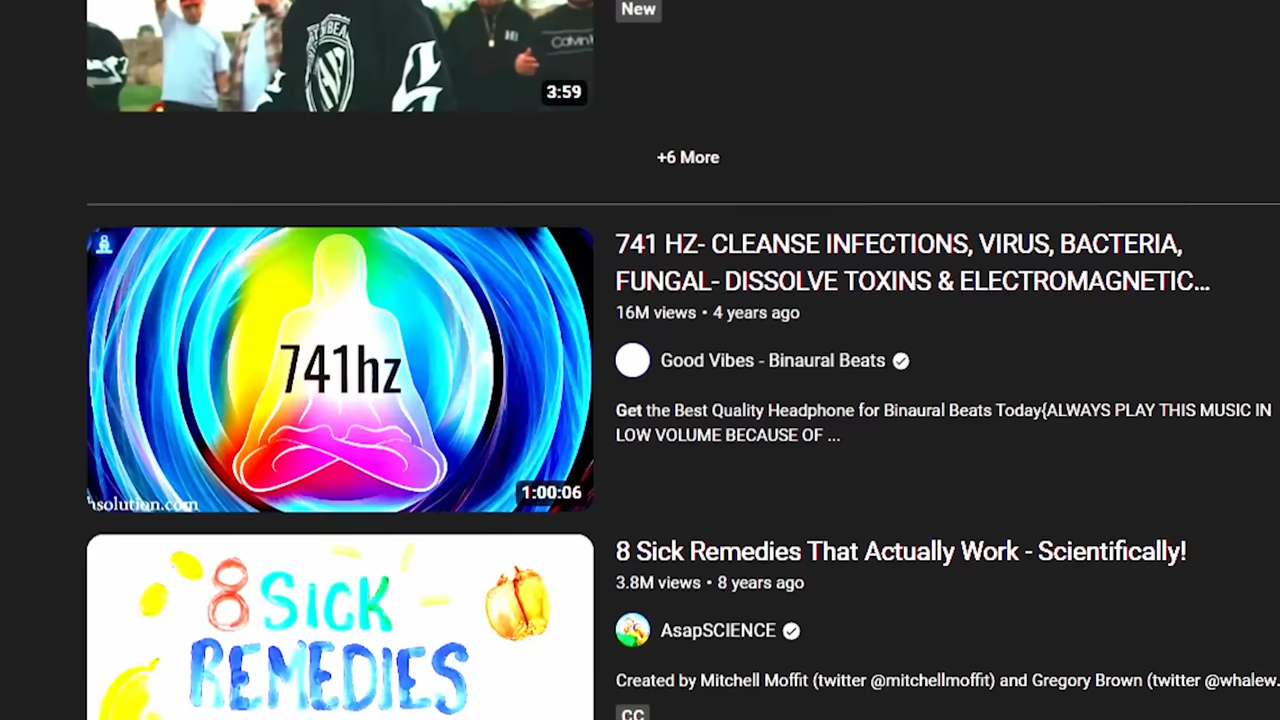 New
3:59
+6 More
741hz
hsolution.com
1:00:06
741 HZ- CLEANSE INFECTIONS, VIRUS, BACTERIA,
FUNGAL- DISSOLVE TOXINS & ELECTROMAGNETIC...
16M views • 4 years ago
Good Vibes - Binaural Beats
Get the Best Quality Headphone for Binaural Beats Today{ALWAYS PLAY THIS MUSIC IN
LOW VOLUME BECAUSE OF ...
8 SICK
REMEDIES
8 Sick Remedies That Actually Work - Scientifically!
3.8M views • 8 years ago
AsapSCIENCE
Created by Mitchell Moffit (twitter @mitchellmoffit) and Gregory Brown (twitter @whalew...
CC